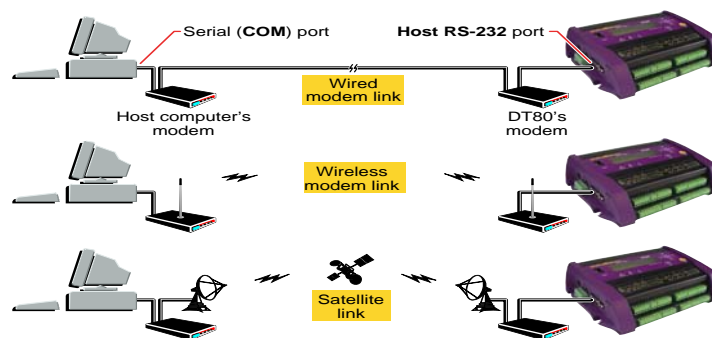 Serial (COM) port
Host RS-232 port
Wired
modem link
Host computer's
modem
DT80's
modem
Wireless
modem link
Satellite
link